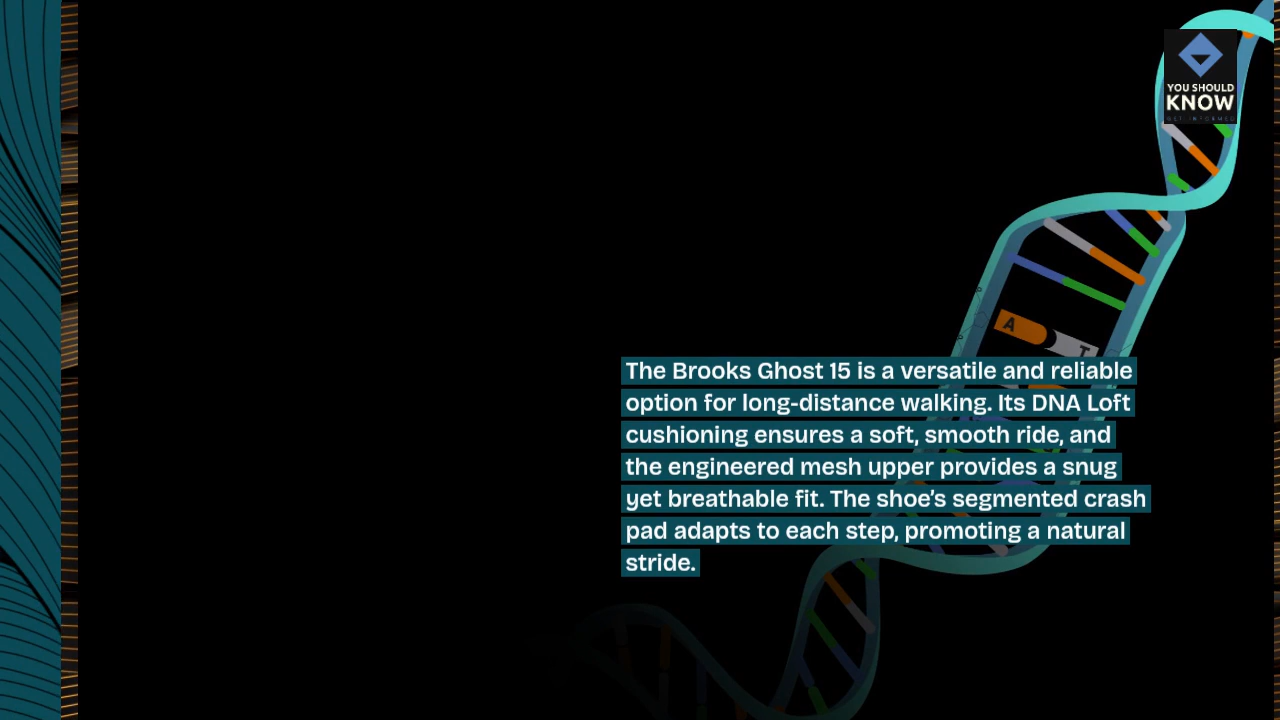 YOU SHOULD
KNOW
GET INFORMED
A
T
The Brooks Ghost 15 is a versatile and reliable
option for long-distance walking. Its DNA Loft
cushioning ensures a soft, smooth ride, and
the engineered mesh upper provides a snug
yet breathable fit. The shoe’s segmented crash
pad adapts to each step, promoting a natural
stride.